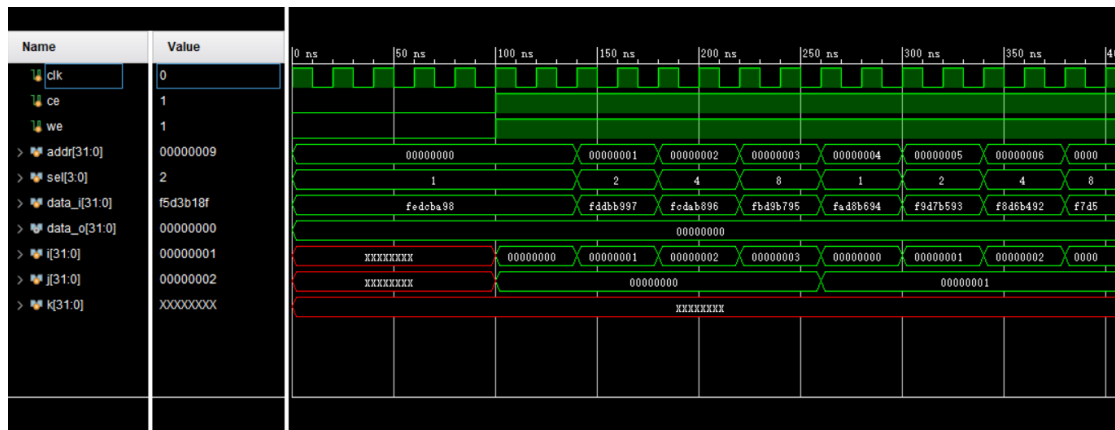 Name Value
0 ns 50 ns 100 ns 150 ns 200 ns 250 ns 300 ns 350 ns
clk 0
ce 1
we 1
addr[31:0] 00000009 00000000 00000001 00000002 00000003 00000004 00000005 00000006 0000
sel[3:0] 2 1 2 4 8 1 2 4 8
data_i[31:0] f5d3b18f fedcba98 fddbb997 fcdab896 fbd9b795 fad8b694 f9d7b593 f8d6b492 f7d5
data_o[31:0] 00000000 00000000
i[31:0] 00000001 XXXXXXXX 00000000 00000001 00000002 00000003 00000000 00000001 00000002 0000
j[31:0] 00000002 XXXXXXXX 00000000 00000001
k[31:0] XXXXXXXX XXXXXXXX